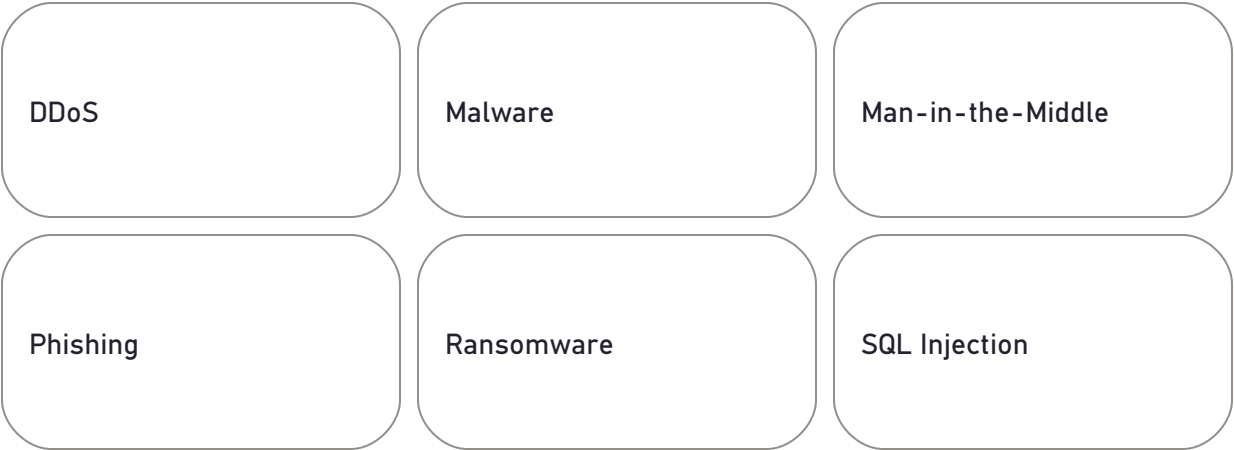 DDoS
Malware
Man-in-the-Middle
Phishing
Ransomware
SQL Injection